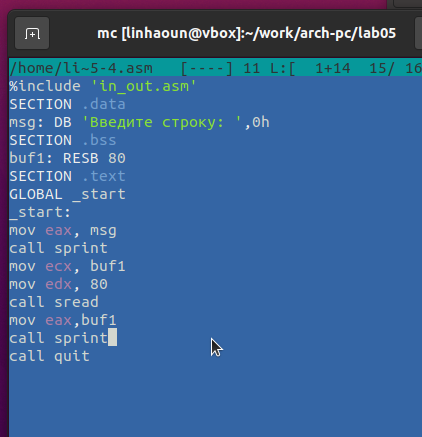 mc [linhaoun@vbox]:~/work/arch-pc/lab05
/home/li~5-4.asm [----] 11 L:[ 1+14 15/ 16
%include 'in_out.asm'
SECTION .data
msg: DB 'Введите строку: ',0h
SECTION .bss
buf1: RESB 80
SECTION .text
GLOBAL _start
_start:
mov eax, msg
call sprint
mov ecx, buf1
mov edx, 80
call sread
mov eax,buf1
call sprint
call quit